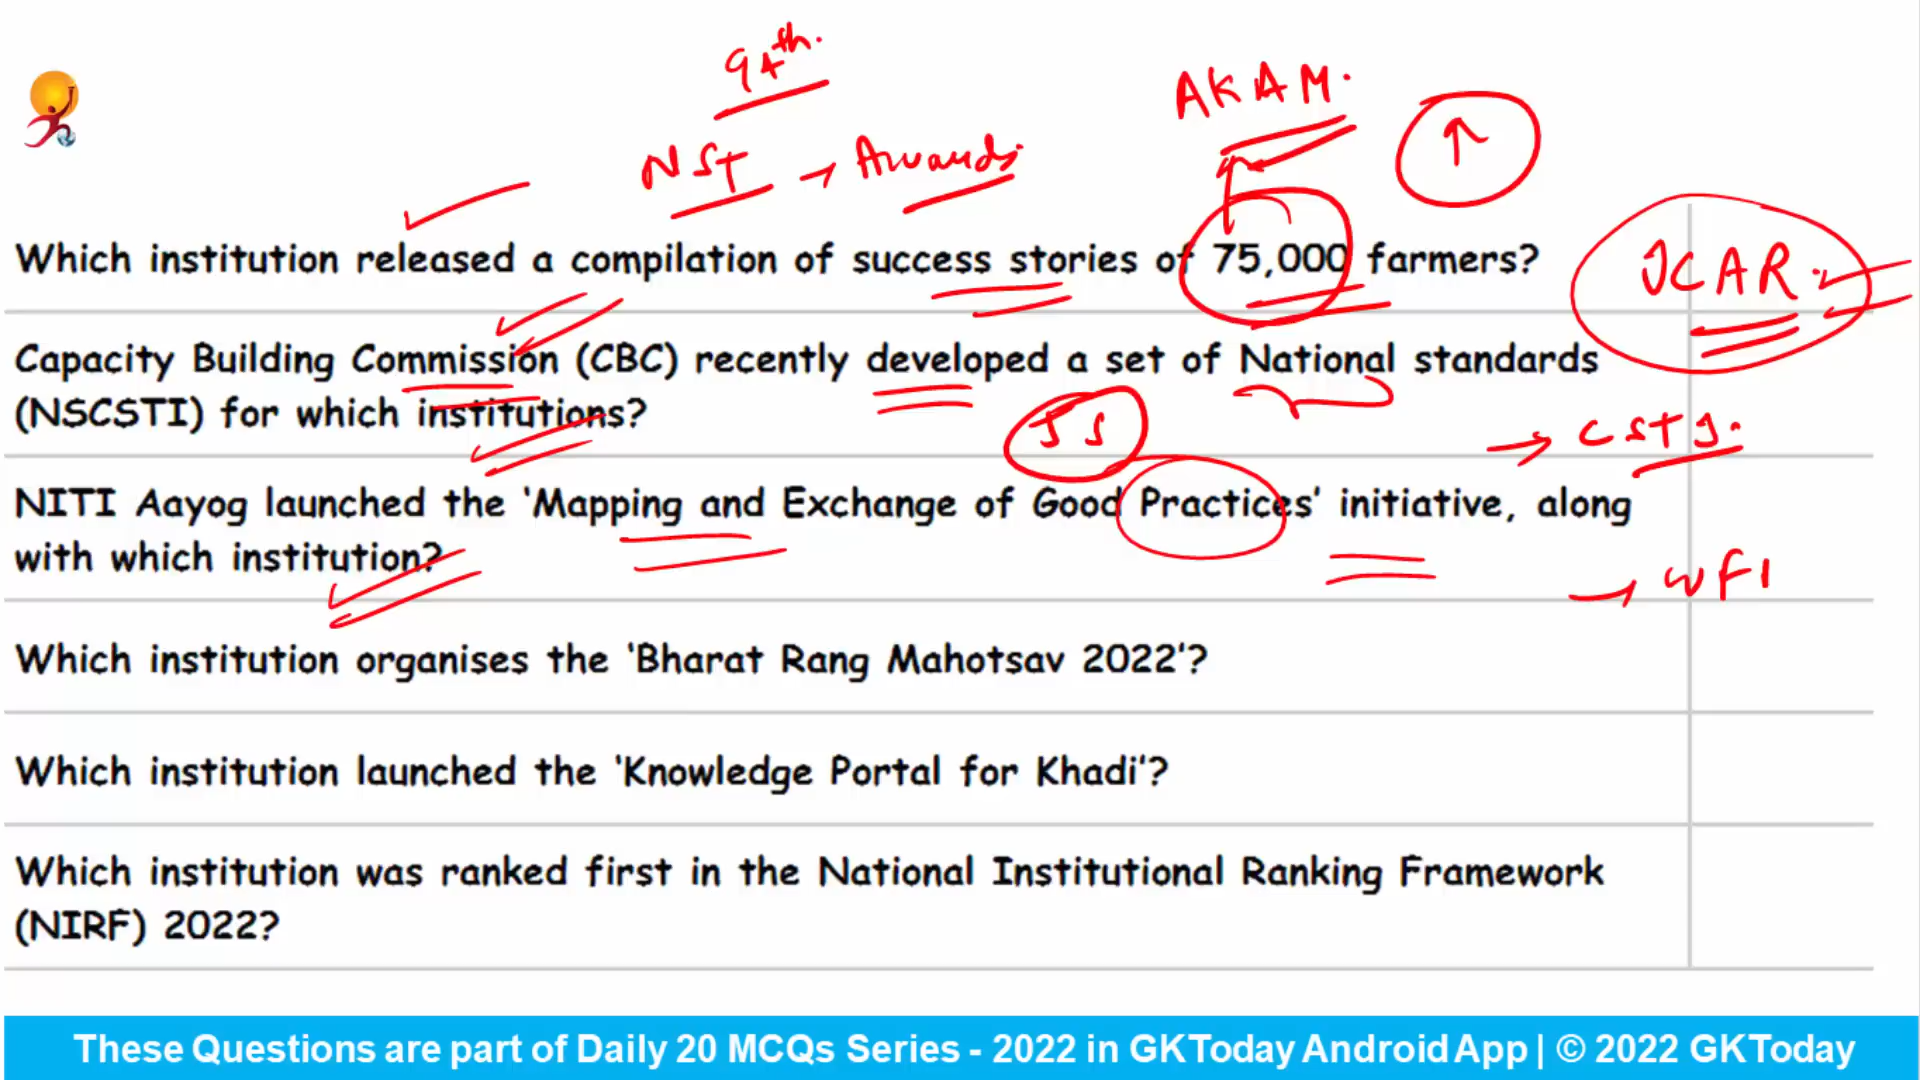 94th.
AKAM.
NST → Awards.
↑
Which institution released a compilation of success stories of 75,000 farmers?
ICAR.
Capacity Building Commission (CBC) recently developed a set of National standards
(NSCSTI) for which institutions?
→ CSTI.
NITI Aayog launched the ‘Mapping and Exchange of Good Practices’ initiative, along
with which institution?
Which institution organises the ‘Bharat Rang Mahotsav 2022’?
Which institution launched the ‘Knowledge Portal for Khadi’?
Which institution was ranked first in the National Institutional Ranking Framework
(NIRF) 2022?
These Questions are part of Daily 20 MCQs Series - 2022 in GKToday Android App | © 2022 GKToday